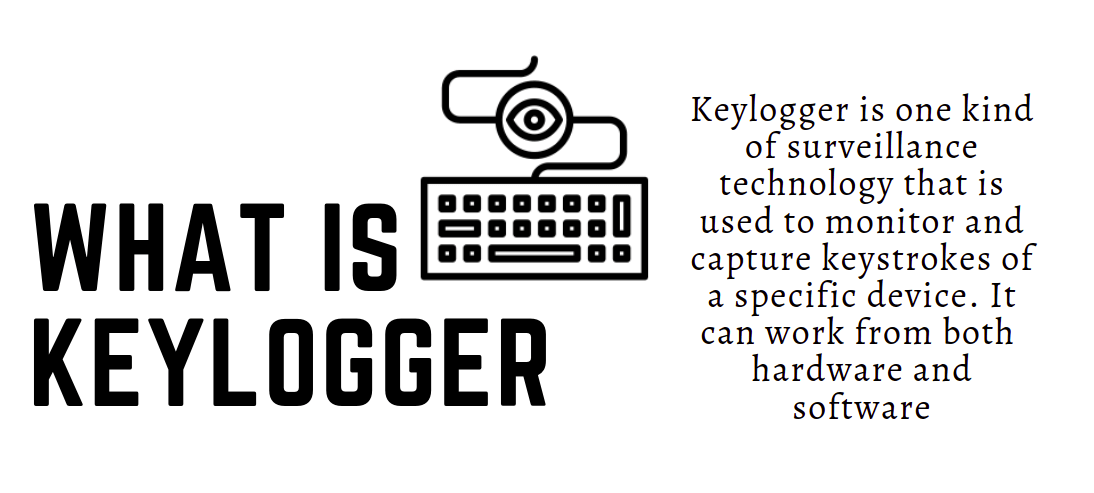 WHAT IS
KEYLOGGER
Keylogger is one kind
of surveillance
technology that is
used to monitor and
capture keystrokes of
a specific device. It
can work from both
hardware and
software